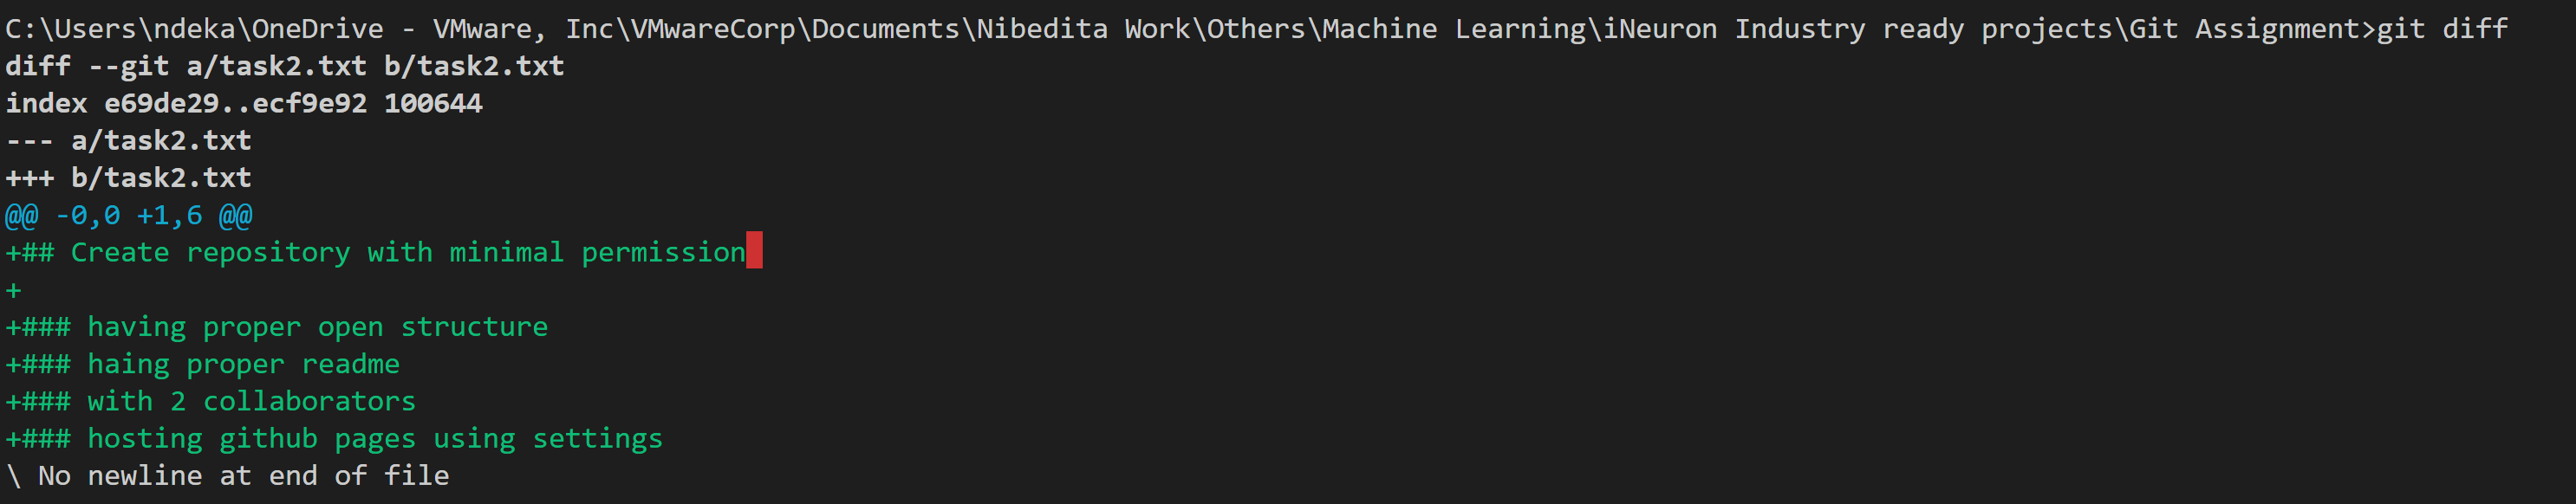 C:\Users\ndeka\OneDrive - VMware, Inc\VMwareCorp\Documents\Nibedita Work\Others\Machine Learning\iNeuron Industry ready projects\Git Assignment>git diff
diff --git a/task2.txt b/task2.txt
index e69de29..ecf9e92 100644
--- a/task2.txt
+++ b/task2.txt
@@ -0,0 +1,6 @@
+## Create repository with minimal permission
+
+### having proper open structure
+### haing proper readme
+### with 2 collaborators
+### hosting github pages using settings
\ No newline at end of file